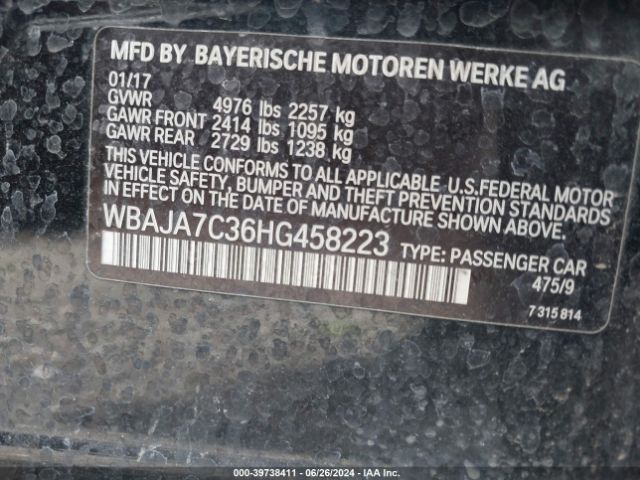 MFD BY BAYERISCHE MOTOREN WERKE AG
01/17
GVWR 4976 lbs 2257 kg
GAWR FRONT 2414 lbs 1095 kg
GAWR REAR 2729 lbs 1238 kg
THIS VEHICLE CONFORMS TO ALL APPLICABLE U.S.FEDERAL MOTOR
VEHICLE SAFETY, BUMPER AND THEFT PREVENTION STANDARDS
IN EFFECT ON THE DATE OF MANUFACTURE SHOWN ABOVE.
WBAJA7C36HG458223 TYPE: PASSENGER CAR
475/9
7 315 814
000-39738411 - 06/26/2024 - IAA Inc.